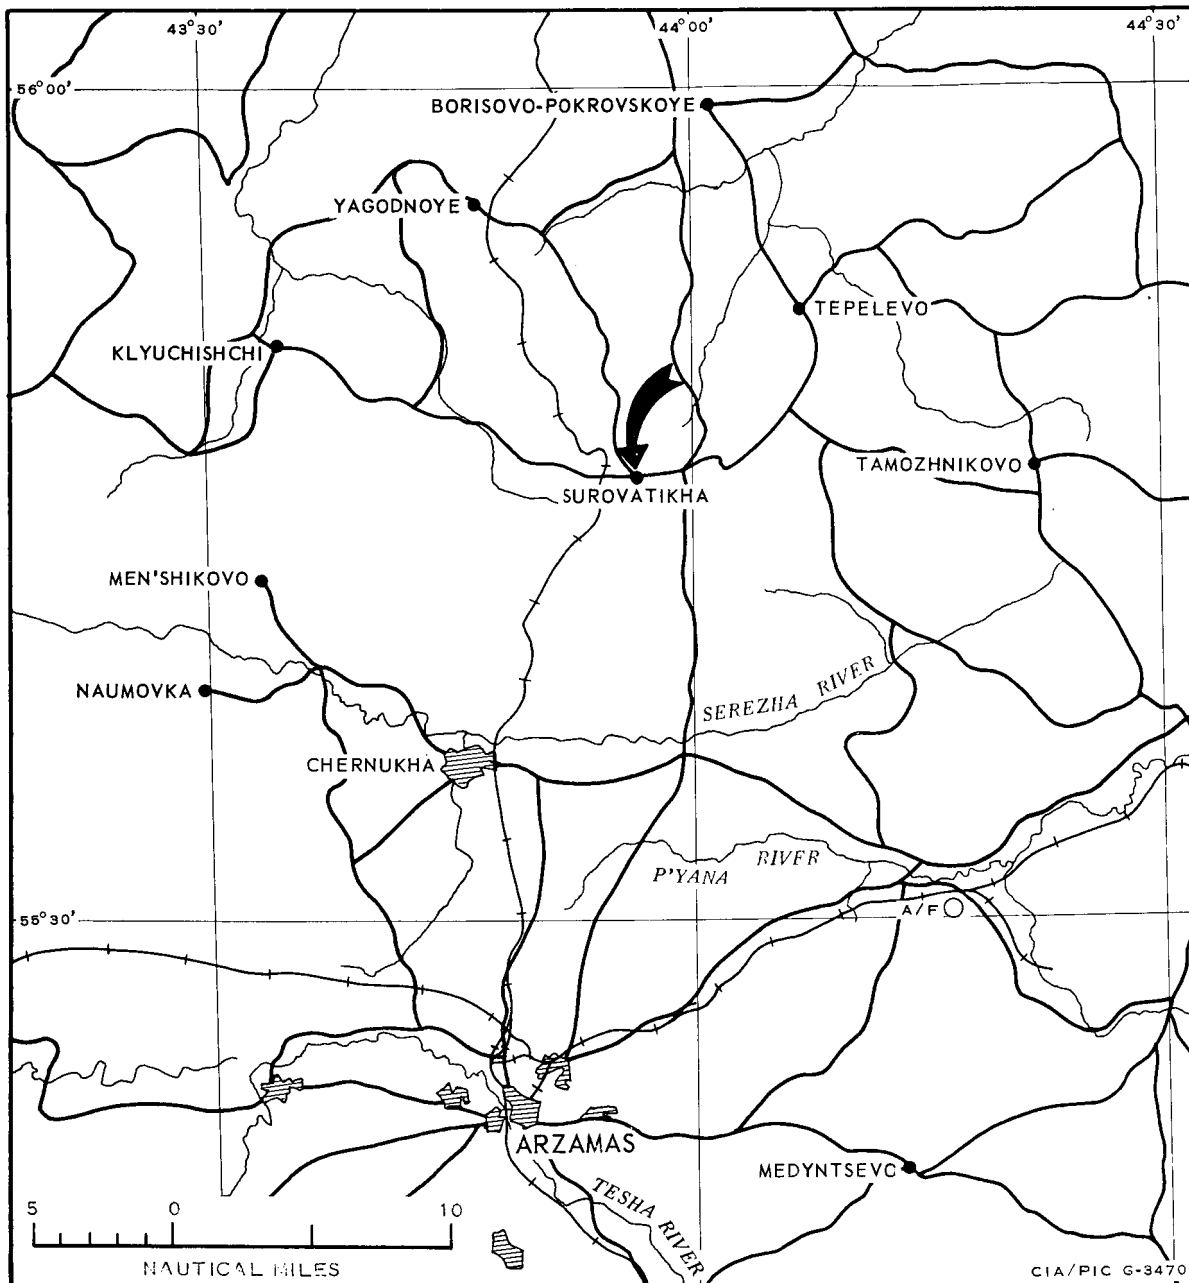 43°30' 44°00' 44°30'
56°00'
BORISOVO-POKROVSKOYE
YAGODNOYE
TEPELEVO
KLYUCHISHCHI
TAMOZHNIKOVO
SUROVATIKHA
MEN'SHIKOVO
NAUMOVKA
SEREZHA RIVER
CHERNUKHA
P'YANA RIVER
55°30'
A/F
ARZAMAS
MEDYNTSEVO
TESHA RIVER
5 0 10
NAUTICAL MILES
CIA/PIC G-3470